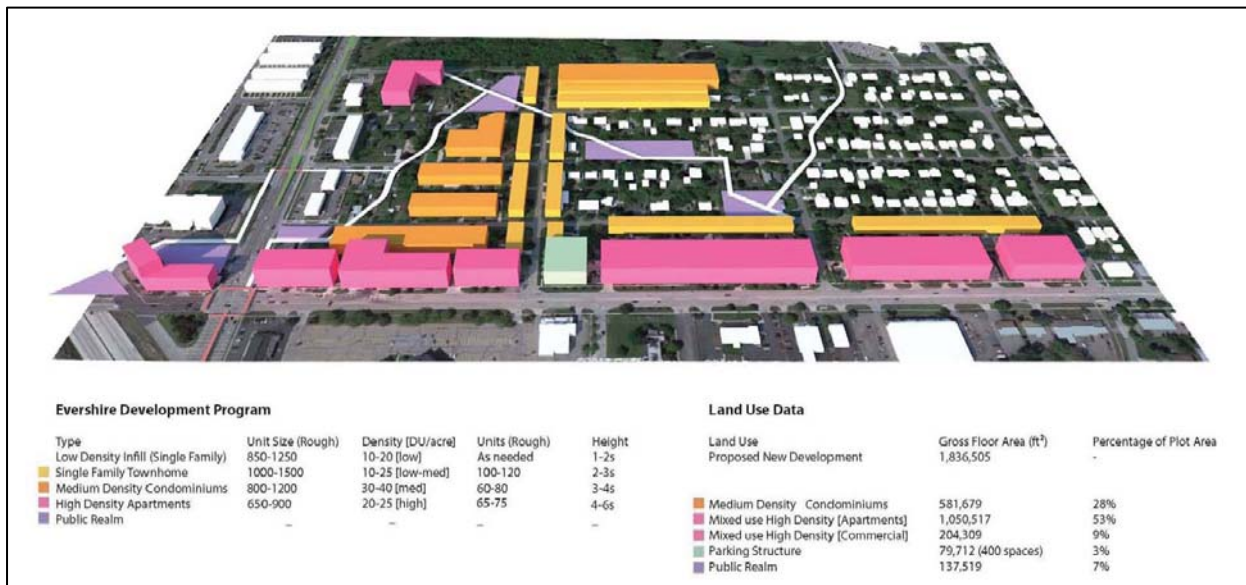 Evershire Development Program
Type Unit Size (Rough) Density [DU/acre] Units (Rough) Height
Low Density Infill (Single Family) 850-1250 10-20 [low] As needed 1-2s
Single Family Townhome 1000-1500 10-25 [low-med] 100-120 2-3s
Medium Density Condominiums 800-1200 30-40 [med] 60-80 3-4s
High Density Apartments 650-900 20-25 [high] 65-75 4-6s
Public Realm _ _ _ _
Land Use Data
Land Use Gross Floor Area (ft²) Percentage of Plot Area
Proposed New Development 1,836,505 -
Medium Density Condominiums 581,679 28%
Mixed use High Density [Apartments] 1,050,517 53%
Mixed use High Density [Commercial] 204,309 9%
Parking Structure 79,712 (400 spaces) 3%
Public Realm 137,519 7%